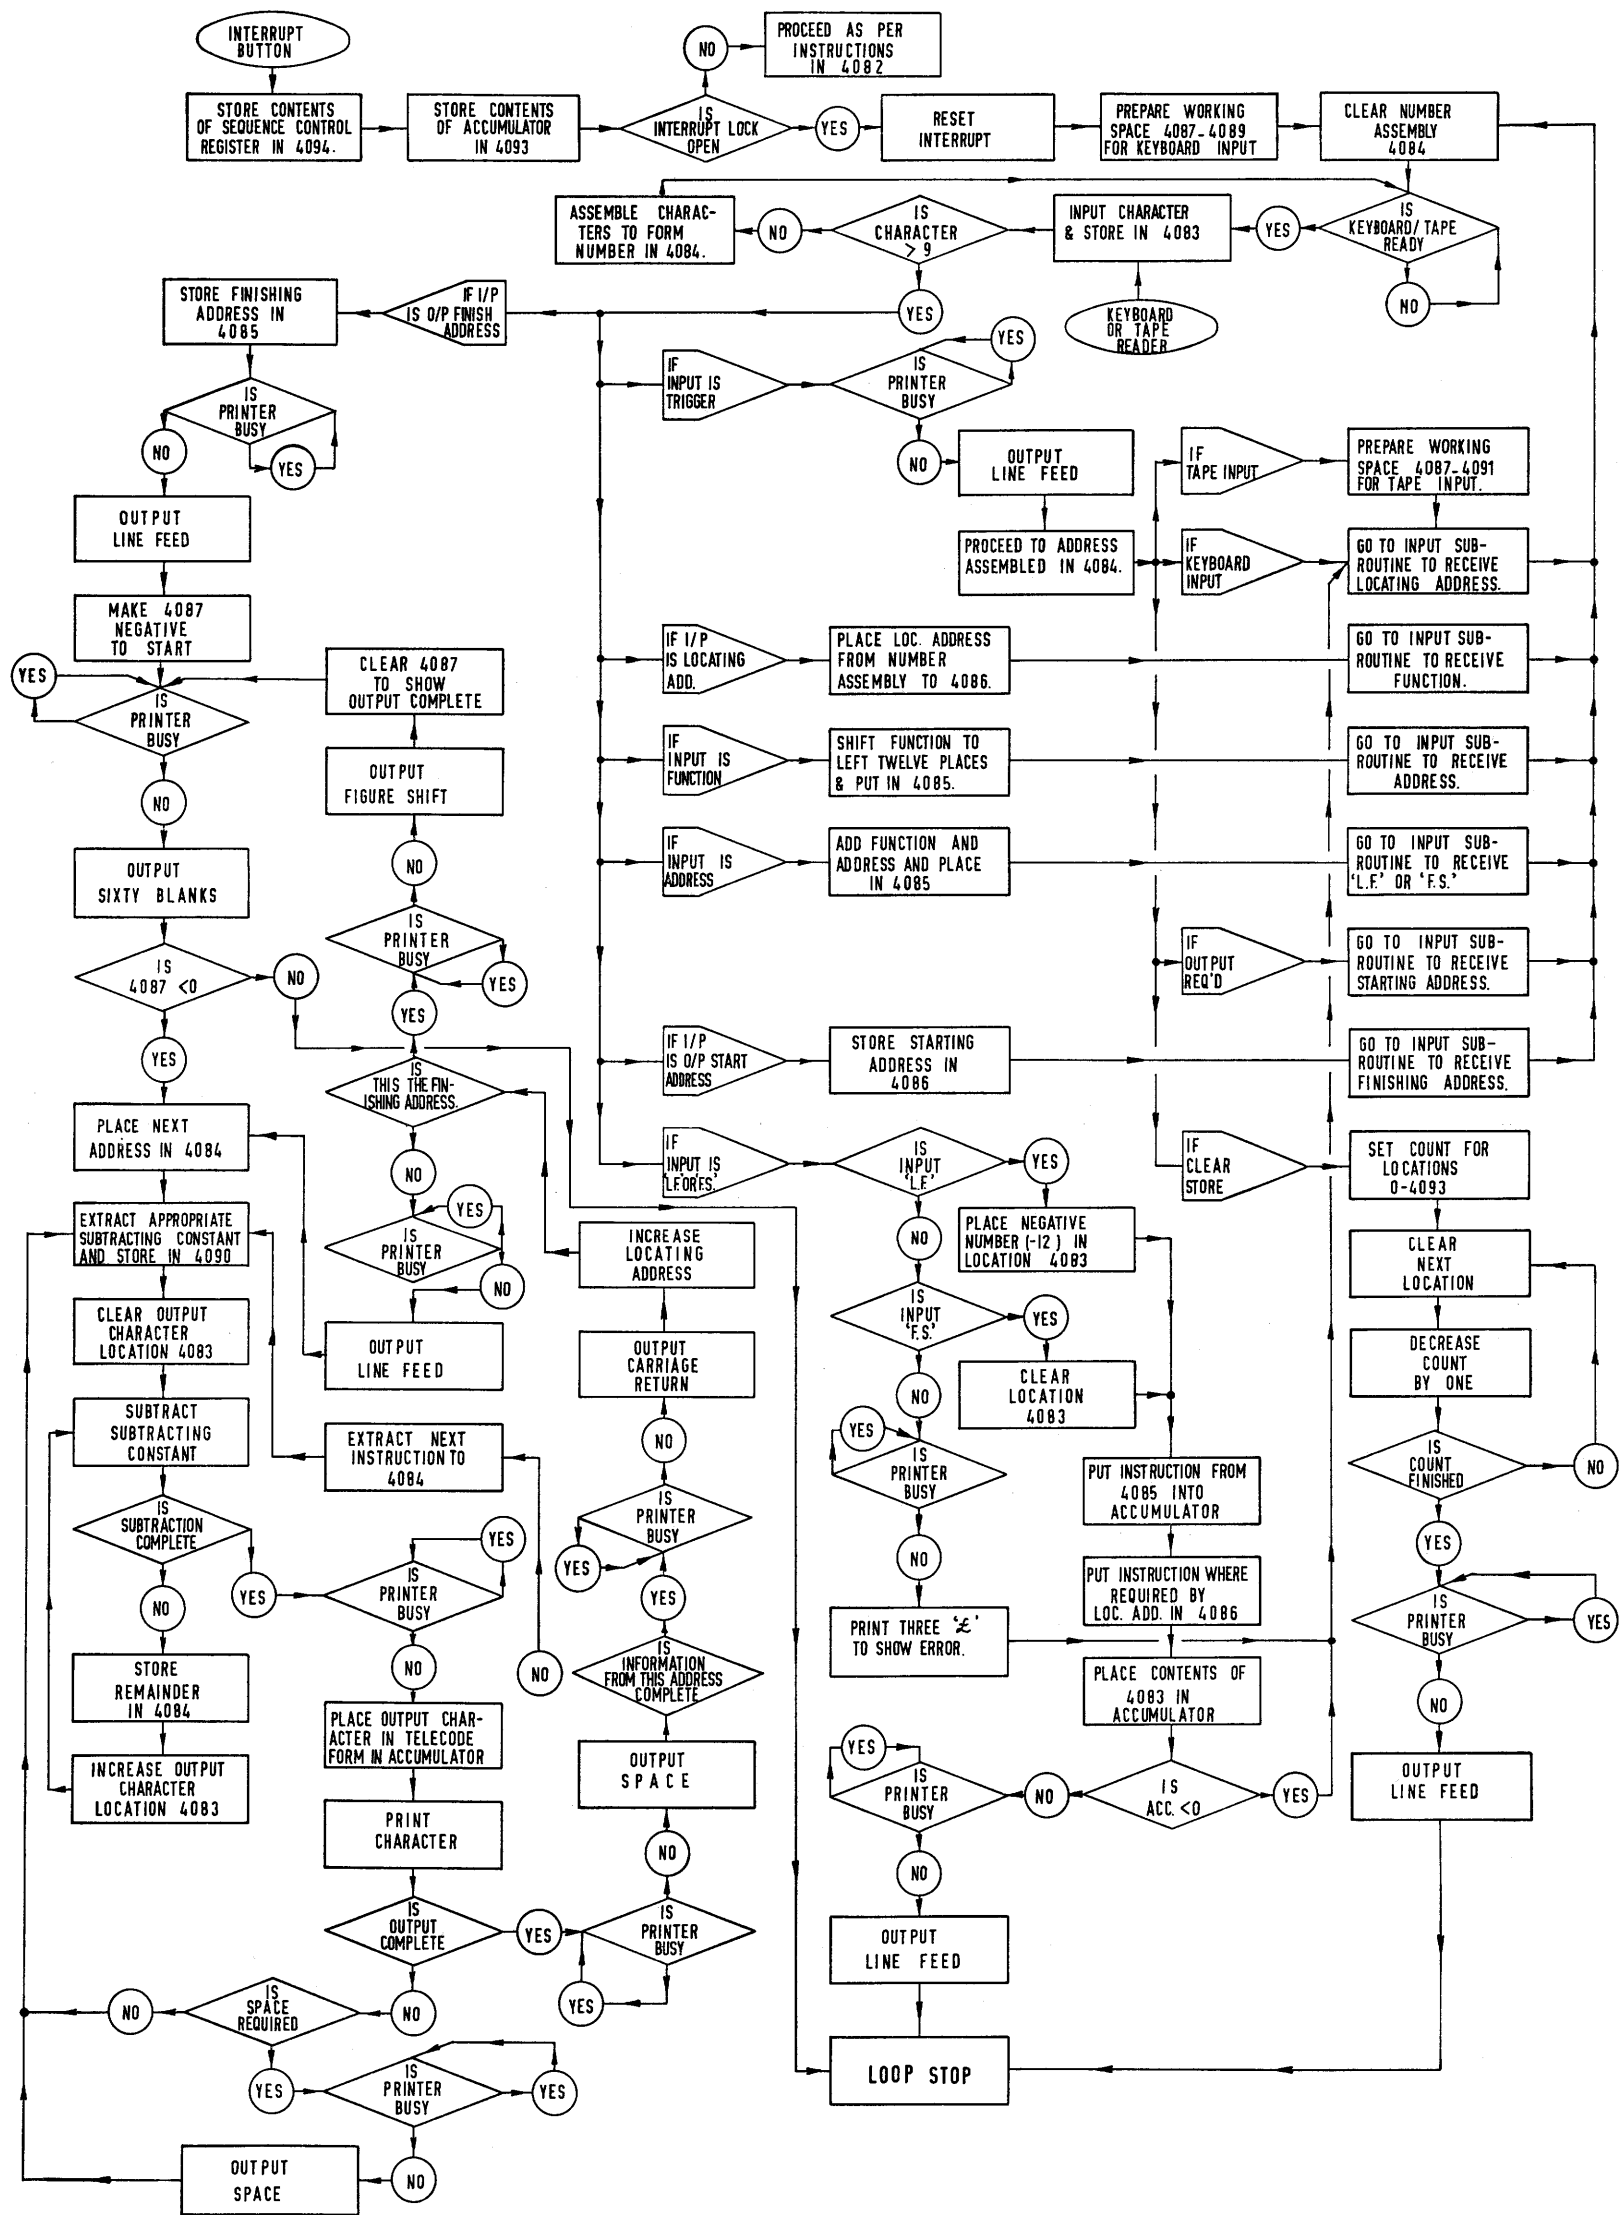 INTERRUPT
BUTTON
STORE CONTENTS
OF SEQUENCE CONTROL
REGISTER IN 4094.
STORE CONTENTS
OF ACCUMULATOR
IN 4093
IS
INTERRUPT LOCK
OPEN
NO
PROCEED AS PER
INSTRUCTIONS
IN 4082
YES
RESET
INTERRUPT
PREPARE WORKING
SPACE 4087-4089
FOR KEYBOARD INPUT
CLEAR NUMBER
ASSEMBLY
4084
IS
KEYBOARD/TAPE
READY
NO
YES
INPUT CHARACTER
& STORE IN 4083
KEYBOARD
OR TAPE
READER
IS
CHARACTER
> 9
NO
ASSEMBLE CHARAC-
TERS TO FORM
NUMBER IN 4084.
YES
IF I/P
IS O/P FINISH
ADDRESS
STORE FINISHING
ADDRESS IN
4085
IS
PRINTER
BUSY
YES
NO
OUTPUT
LINE FEED
MAKE 4087
NEGATIVE
TO START
YES
IS
PRINTER
BUSY
NO
OUTPUT
SIXTY BLANKS
IS
4087 <0
NO
YES
PLACE NEXT
ADDRESS IN 4084
EXTRACT APPROPRIATE
SUBTRACTING CONSTANT
AND STORE IN 4090
CLEAR OUTPUT
CHARACTER
LOCATION 4083
SUBTRACT
SUBTRACTING
CONSTANT
IS
SUBTRACTION
COMPLETE
YES
NO
STORE
REMAINDER
IN 4084
INCREASE OUTPUT
CHARACTER
LOCATION 4083
CLEAR 4087
TO SHOW
OUTPUT COMPLETE
OUTPUT
FIGURE SHIFT
NO
IS
PRINTER
BUSY
YES
YES
IS
THIS THE FIN-
ISHING ADDRESS.
NO
YES
IS
PRINTER
BUSY
NO
OUTPUT
LINE FEED
EXTRACT NEXT
INSTRUCTION TO
4084
YES
IS
PRINTER
BUSY
NO
NO
PLACE OUTPUT CHAR-
ACTER IN TELECODE
FORM IN ACCUMULATOR
PRINT
CHARACTER
IS
OUTPUT
COMPLETE
YES
NO
IS
SPACE
REQUIRED
NO
YES
IS
PRINTER
BUSY
YES
NO
OUTPUT
SPACE
INCREASE
LOCATING
ADDRESS
OUTPUT
CARRIAGE
RETURN
NO
IS
PRINTER
BUSY
YES
YES
IS
INFORMATION
FROM THIS ADDRESS
COMPLETE
OUTPUT
SPACE
NO
IS
PRINTER
BUSY
YES
IF
INPUT IS
TRIGGER
IS
PRINTER
BUSY
YES
NO
OUTPUT
LINE FEED
PROCEED TO ADDRESS
ASSEMBLED IN 4084.
IF
TAPE INPUT
PREPARE WORKING
SPACE 4087-4091
FOR TAPE INPUT.
IF
KEYBOARD
INPUT
GO TO INPUT SUB-
ROUTINE TO RECEIVE
LOCATING ADDRESS.
IF I/P
IS LOCATING
ADD.
PLACE LOC. ADDRESS
FROM NUMBER
ASSEMBLY TO 4086.
GO TO INPUT SUB-
ROUTINE TO RECEIVE
FUNCTION.
IF
INPUT IS
FUNCTION
SHIFT FUNCTION TO
LEFT TWELVE PLACES
& PUT IN 4085.
GO TO INPUT SUB-
ROUTINE TO RECEIVE
ADDRESS.
IF
INPUT IS
ADDRESS
ADD FUNCTION AND
ADDRESS AND PLACE
IN 4085
GO TO INPUT SUB-
ROUTINE TO RECEIVE
'L.F.' OR 'F.S.'
IF
OUTPUT
REQ'D
GO TO INPUT SUB-
ROUTINE TO RECEIVE
STARTING ADDRESS.
IF I/P
IS O/P START
ADDRESS
STORE STARTING
ADDRESS IN
4086
GO TO INPUT SUB-
ROUTINE TO RECEIVE
FINISHING ADDRESS.
IF
INPUT IS
'L.F.' OR 'F.S.'
IS
INPUT
'L.F.'
YES
NO
PLACE NEGATIVE
NUMBER (-12) IN
LOCATION 4083
IS
INPUT
'F.S.'
YES
NO
CLEAR
LOCATION
4083
YES
IS
PRINTER
BUSY
NO
PRINT THREE '£'
TO SHOW ERROR.
PUT INSTRUCTION FROM
4085 INTO
ACCUMULATOR
PUT INSTRUCTION WHERE
REQUIRED BY
LOC. ADD. IN 4086
PLACE CONTENTS OF
4083 IN
ACCUMULATOR
IS
ACC. <0
YES
NO
YES
IS
PRINTER
BUSY
NO
OUTPUT
LINE FEED
LOOP STOP
IF
CLEAR
STORE
SET COUNT FOR
LOCATIONS
0-4093
CLEAR
NEXT
LOCATION
DECREASE
COUNT
BY ONE
IS
COUNT
FINISHED
NO
YES
IS
PRINTER
BUSY
YES
NO
OUTPUT
LINE FEED